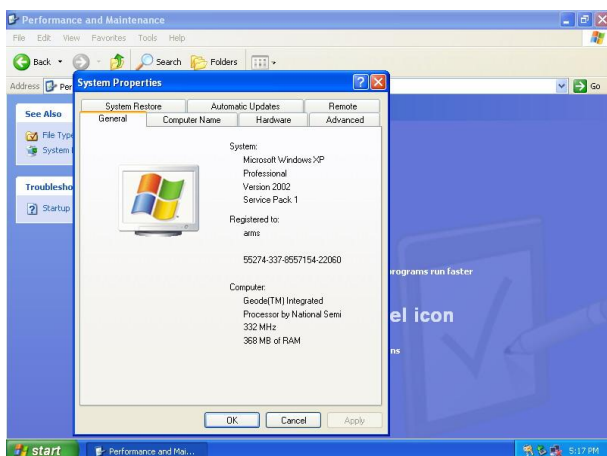 Performance and Maintenance
File Edit View Favorites Tools Help
Back Search Folders
Address Per Go
System Properties
System Restore Automatic Updates Remote
General Computer Name Hardware Advanced
See Also
File Type
System
Troublesho
Startup
System:
Microsoft Windows XP
Professional
Version 2002
Service Pack 1
Registered to:
arms
55274-337-8557154-22060
Computer:
Geode(TM) Integrated
Processor by National Semi
332 MHz
368 MB of RAM
programs run faster
el icon
ns
OK Cancel Apply
start Performance and Mai... 5:17 PM